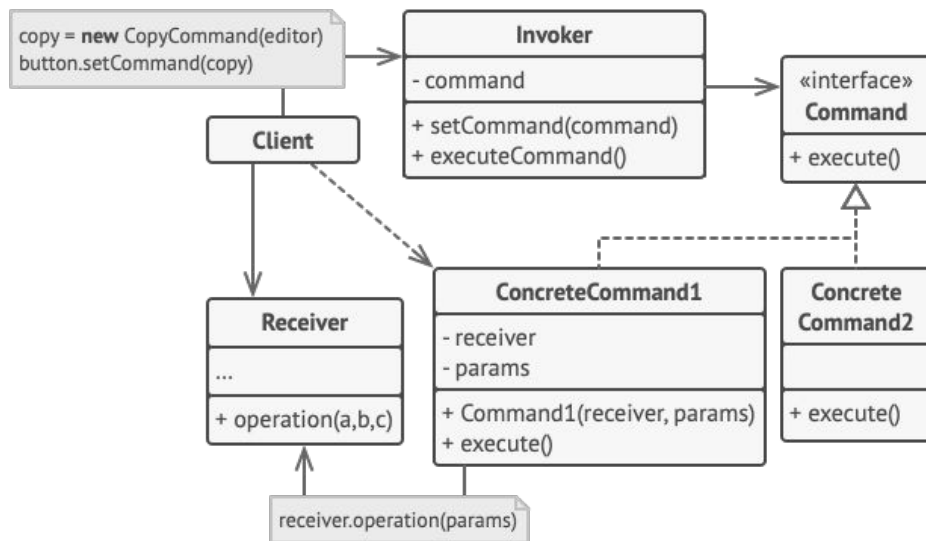 copy = new CopyCommand(editor)
button.setCommand(copy)
Client
Invoker
- command
+ setCommand(command)
+ executeCommand()
«interface»
Command
+ execute()
Receiver
...
+ operation(a,b,c)
ConcreteCommand1
- receiver
- params
+ Command1(receiver, params)
+ execute()
Concrete
Command2
+ execute()
receiver.operation(params)